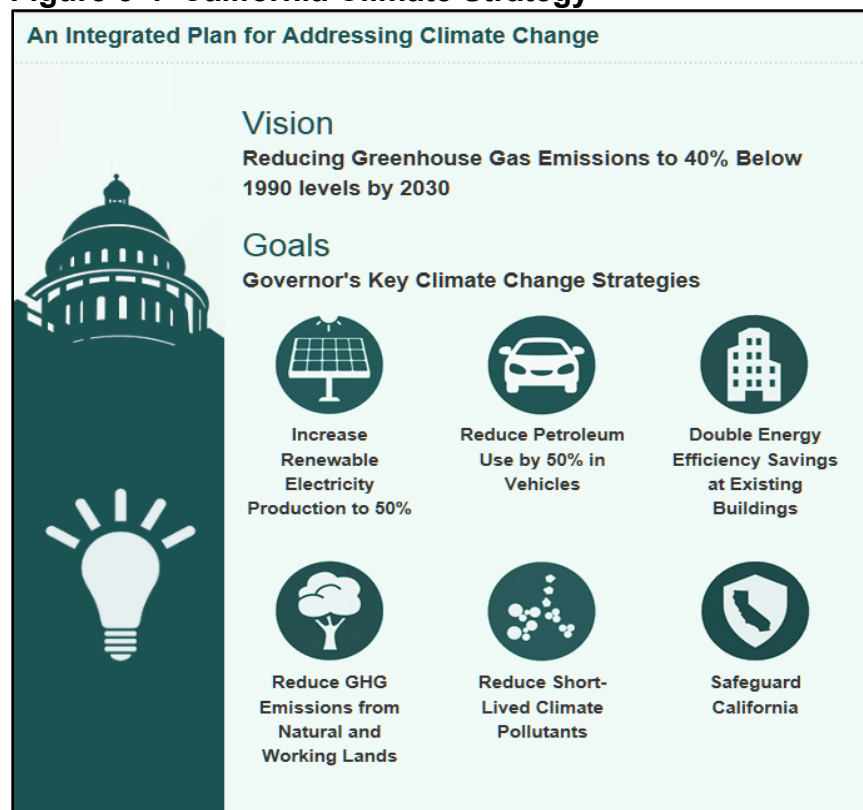 An Integrated Plan for Addressing Climate Change
Vision
Reducing Greenhouse Gas Emissions to 40% Below
1990 levels by 2030
Goals
Governor's Key Climate Change Strategies
Increase
Renewable
Electricity
Production to 50%
Reduce Petroleum
Use by 50% in
Vehicles
Double Energy
Efficiency Savings
at Existing
Buildings
Reduce GHG
Emissions from
Natural and
Working Lands
Reduce Short-
Lived Climate
Pollutants
Safeguard
California